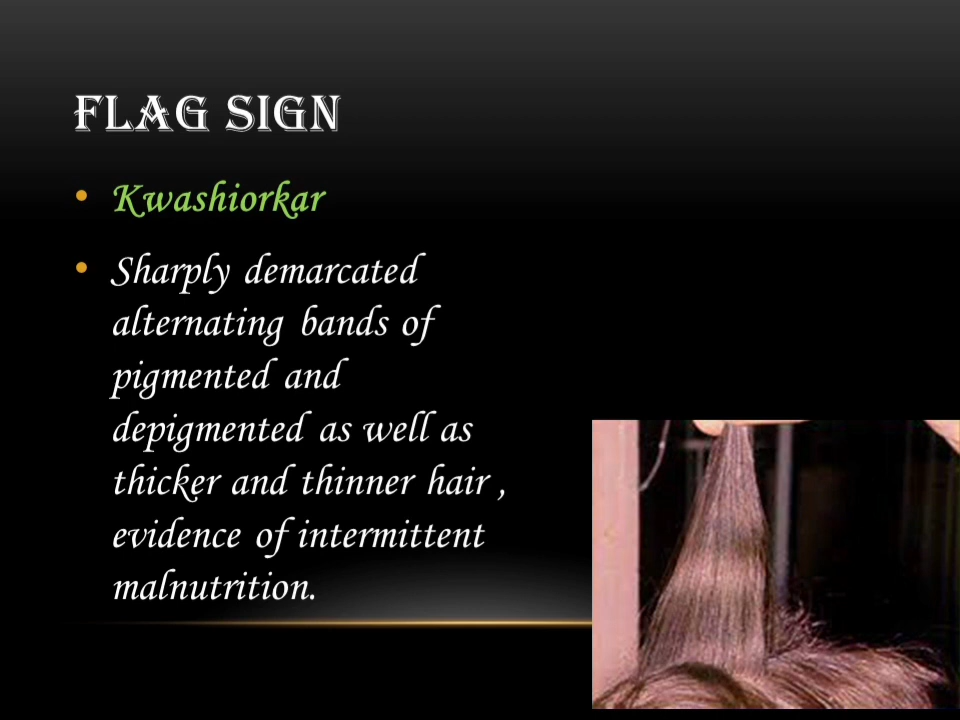 FLAG SIGN
• Kwashiorkar
• Sharply demarcated
alternating bands of
pigmented and
depigmented as well as
thicker and thinner hair ,
evidence of intermittent
malnutrition.